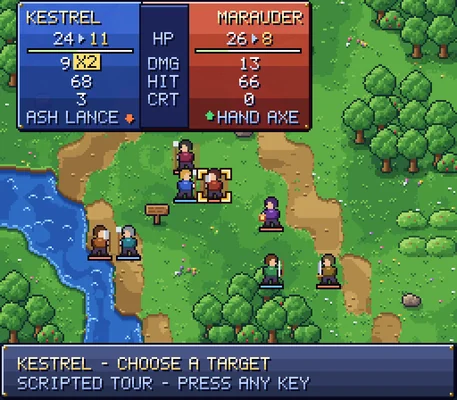 KESTREL MARAUDER
24▸11 HP 26▸8
9 X2 DMG 13
68 HIT 66
3 CRT 0
ASH LANCE HAND AXE
KESTREL - CHOOSE A TARGET
SCRIPTED TOUR - PRESS ANY KEY